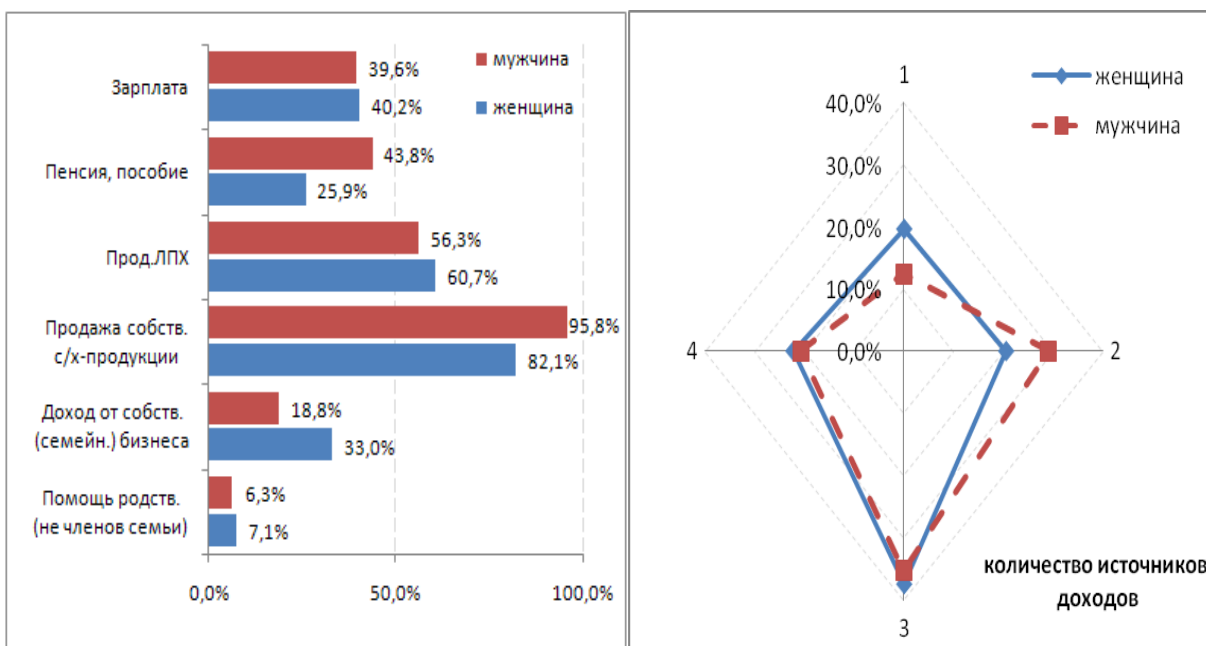 мужчина
женщина
Зарплата
39,6%
40,2%
Пенсия, пособие
43,8%
25,9%
Прод.ЛПХ
56,3%
60,7%
Продажа собств.
с/х-продукции
95,8%
82,1%
Доход от собств.
(семейн.) бизнеса
18,8%
33,0%
Помощь родств.
(не членов семьи)
6,3%
7,1%
0,0%
50,0%
100,0%
женщина
мужчина
1
40,0%
30,0%
20,0%
10,0%
0,0%
4
2
3
количество источников
доходов